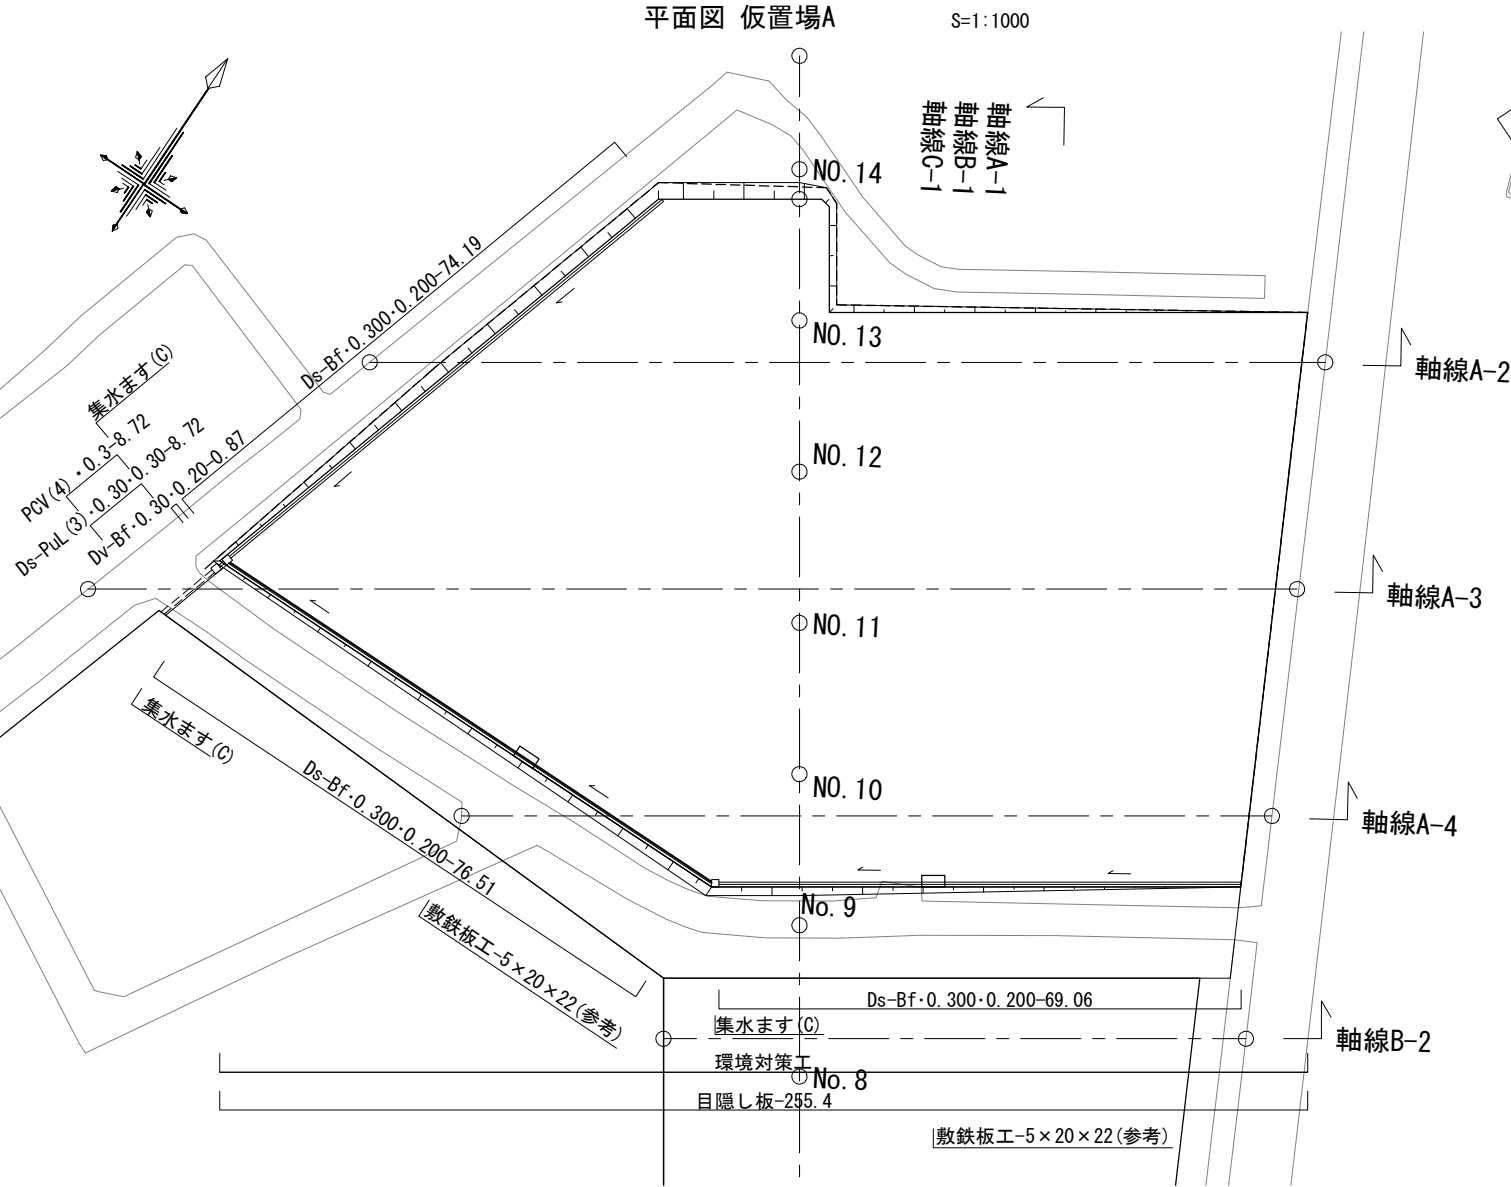 平面図 仮置場A
S=1:1000
軸線A-1
軸線B-1
軸線C-1
NO.14
Ds-Bf・0.300・0.200-74.19
NO.13
軸線A-2
集水ます(C)
PCV(4)・0.3-8.72
Ds-PuL(3)・0.30・0.30-8.72
Dv-Bf・0.30・0.20-0.87
NO.12
軸線A-3
NO.11
集水ます(C)
Ds-Bf・0.300・0.200-76.51
NO.10
軸線A-4
敷鉄板工-5×20×22(参考)
No.9
Ds-Bf・0.300・0.200-69.06
集水ます(C)
軸線B-2
環境対策工
No.8
目隠し板-255.4
敷鉄板工-5×20×22(参考)